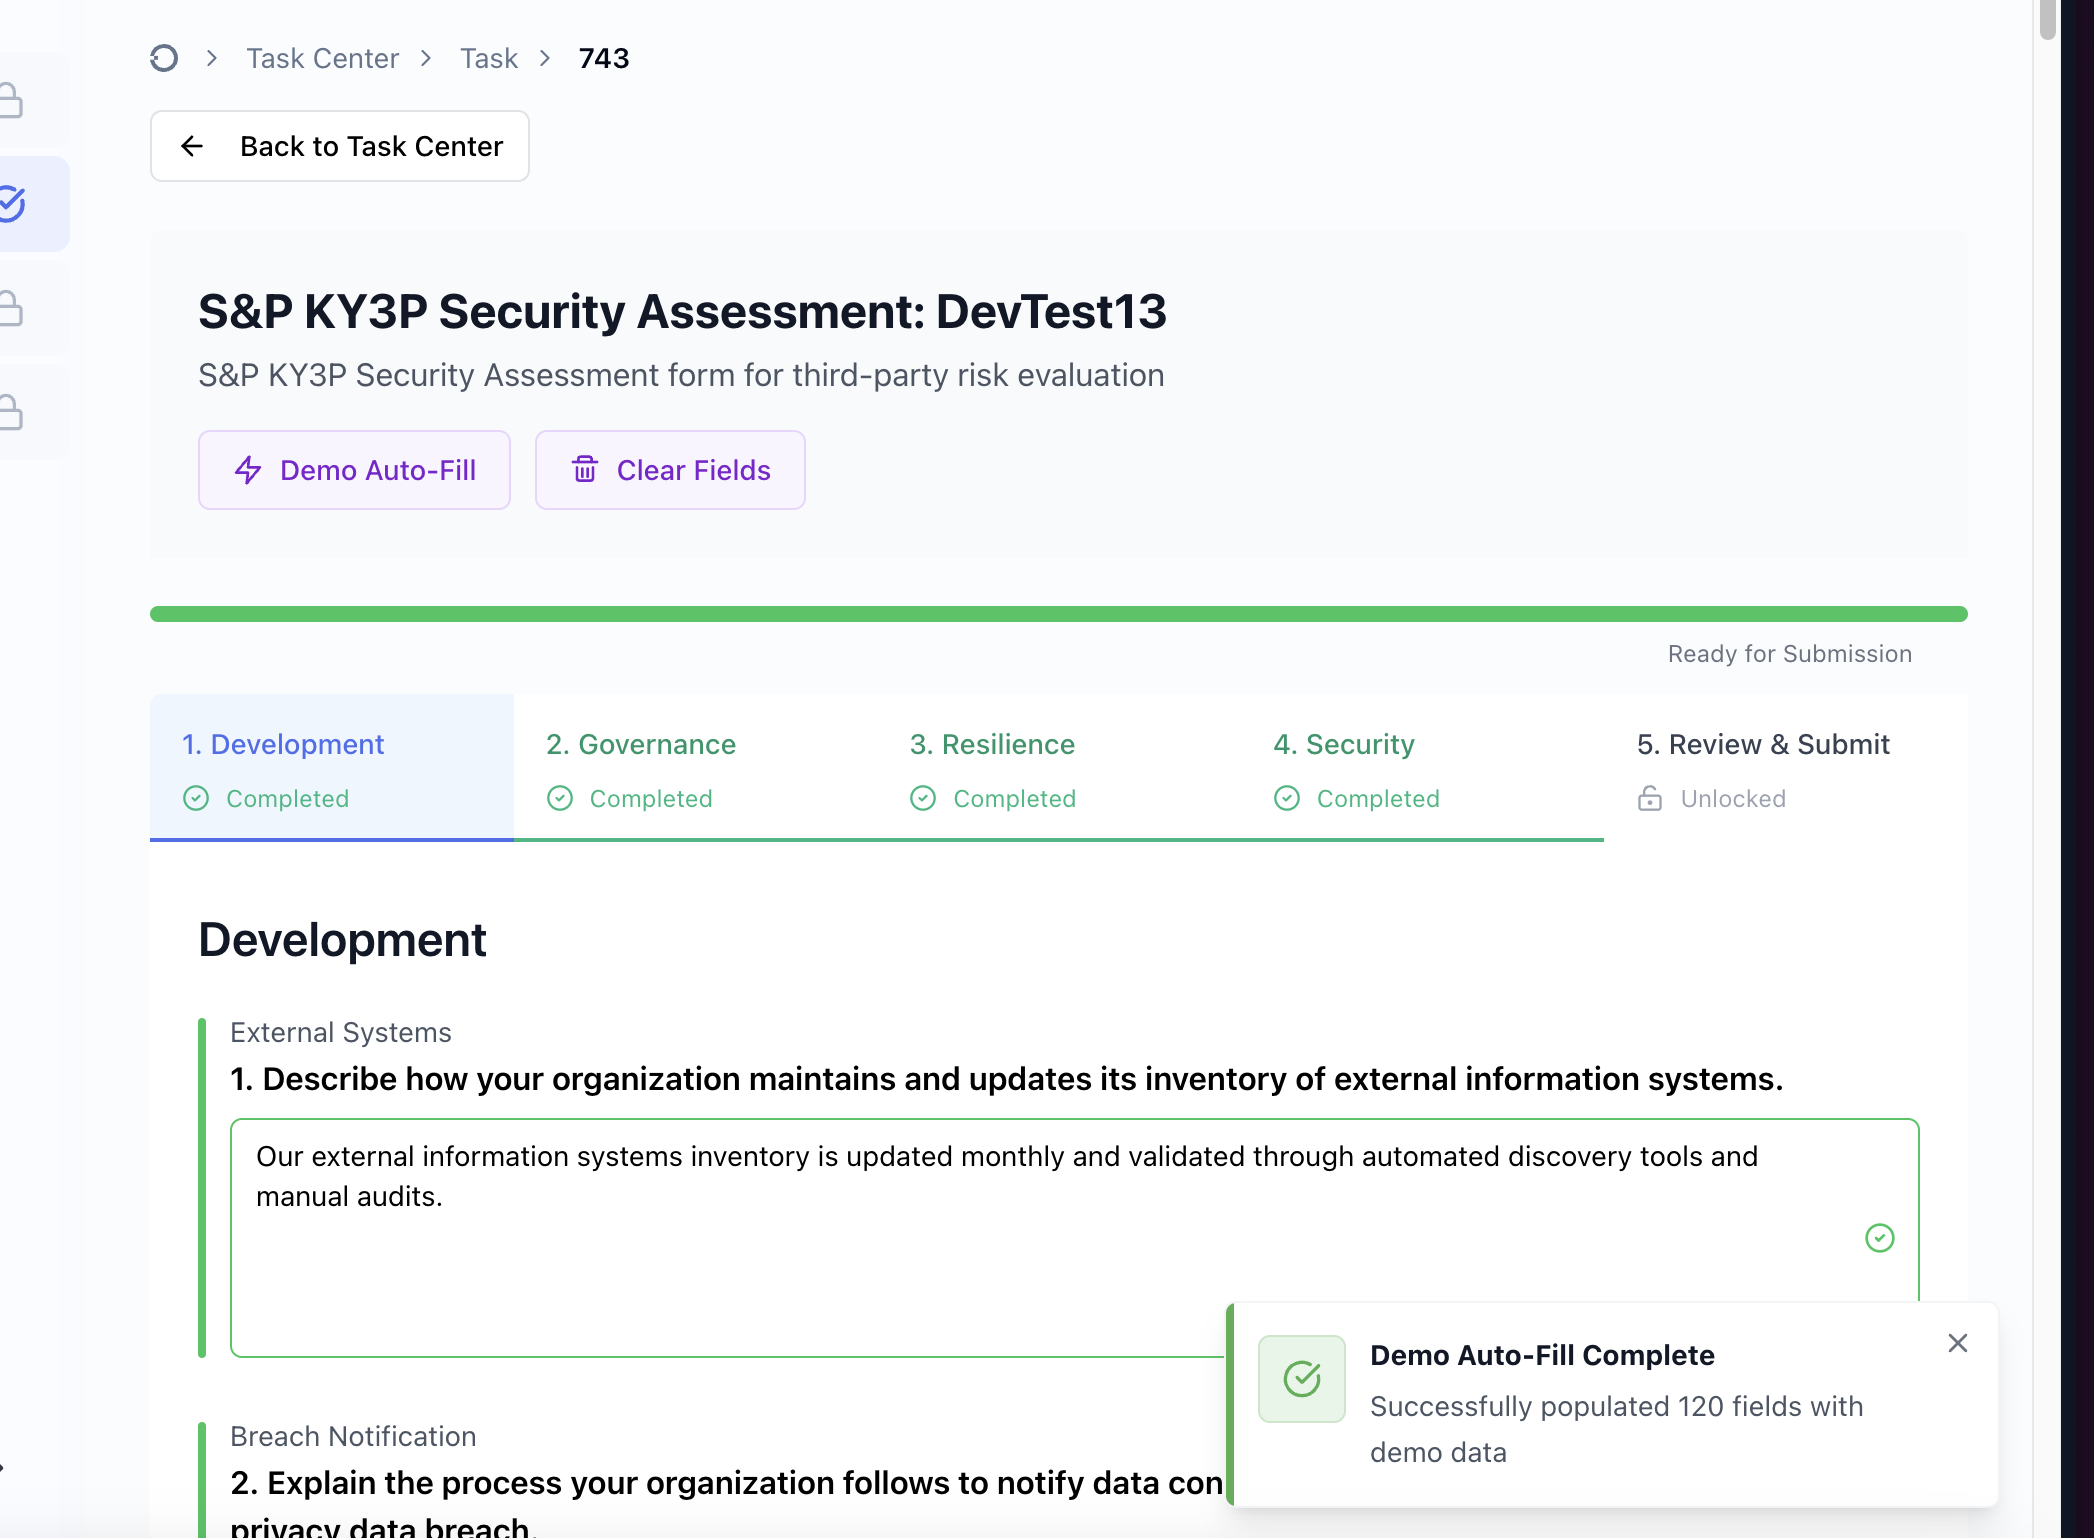 Task Center
Task
743
Back to Task Center
S&P KY3P Security Assessment: DevTest13
S&P KY3P Security Assessment form for third-party risk evaluation
Demo Auto-Fill
Clear Fields
Ready for Submission
1. Development
Completed
2. Governance
Completed
3. Resilience
Completed
4. Security
Completed
5. Review & Submit
Unlocked
Development
External Systems
1. Describe how your organization maintains and updates its inventory of external information systems.
Our external information systems inventory is updated monthly and validated through automated discovery tools and
manual audits.
Breach Notification
2. Explain the process your organization follows to notify data con
privacy data breach.
Demo Auto-Fill Complete
Successfully populated 120 fields with
demo data